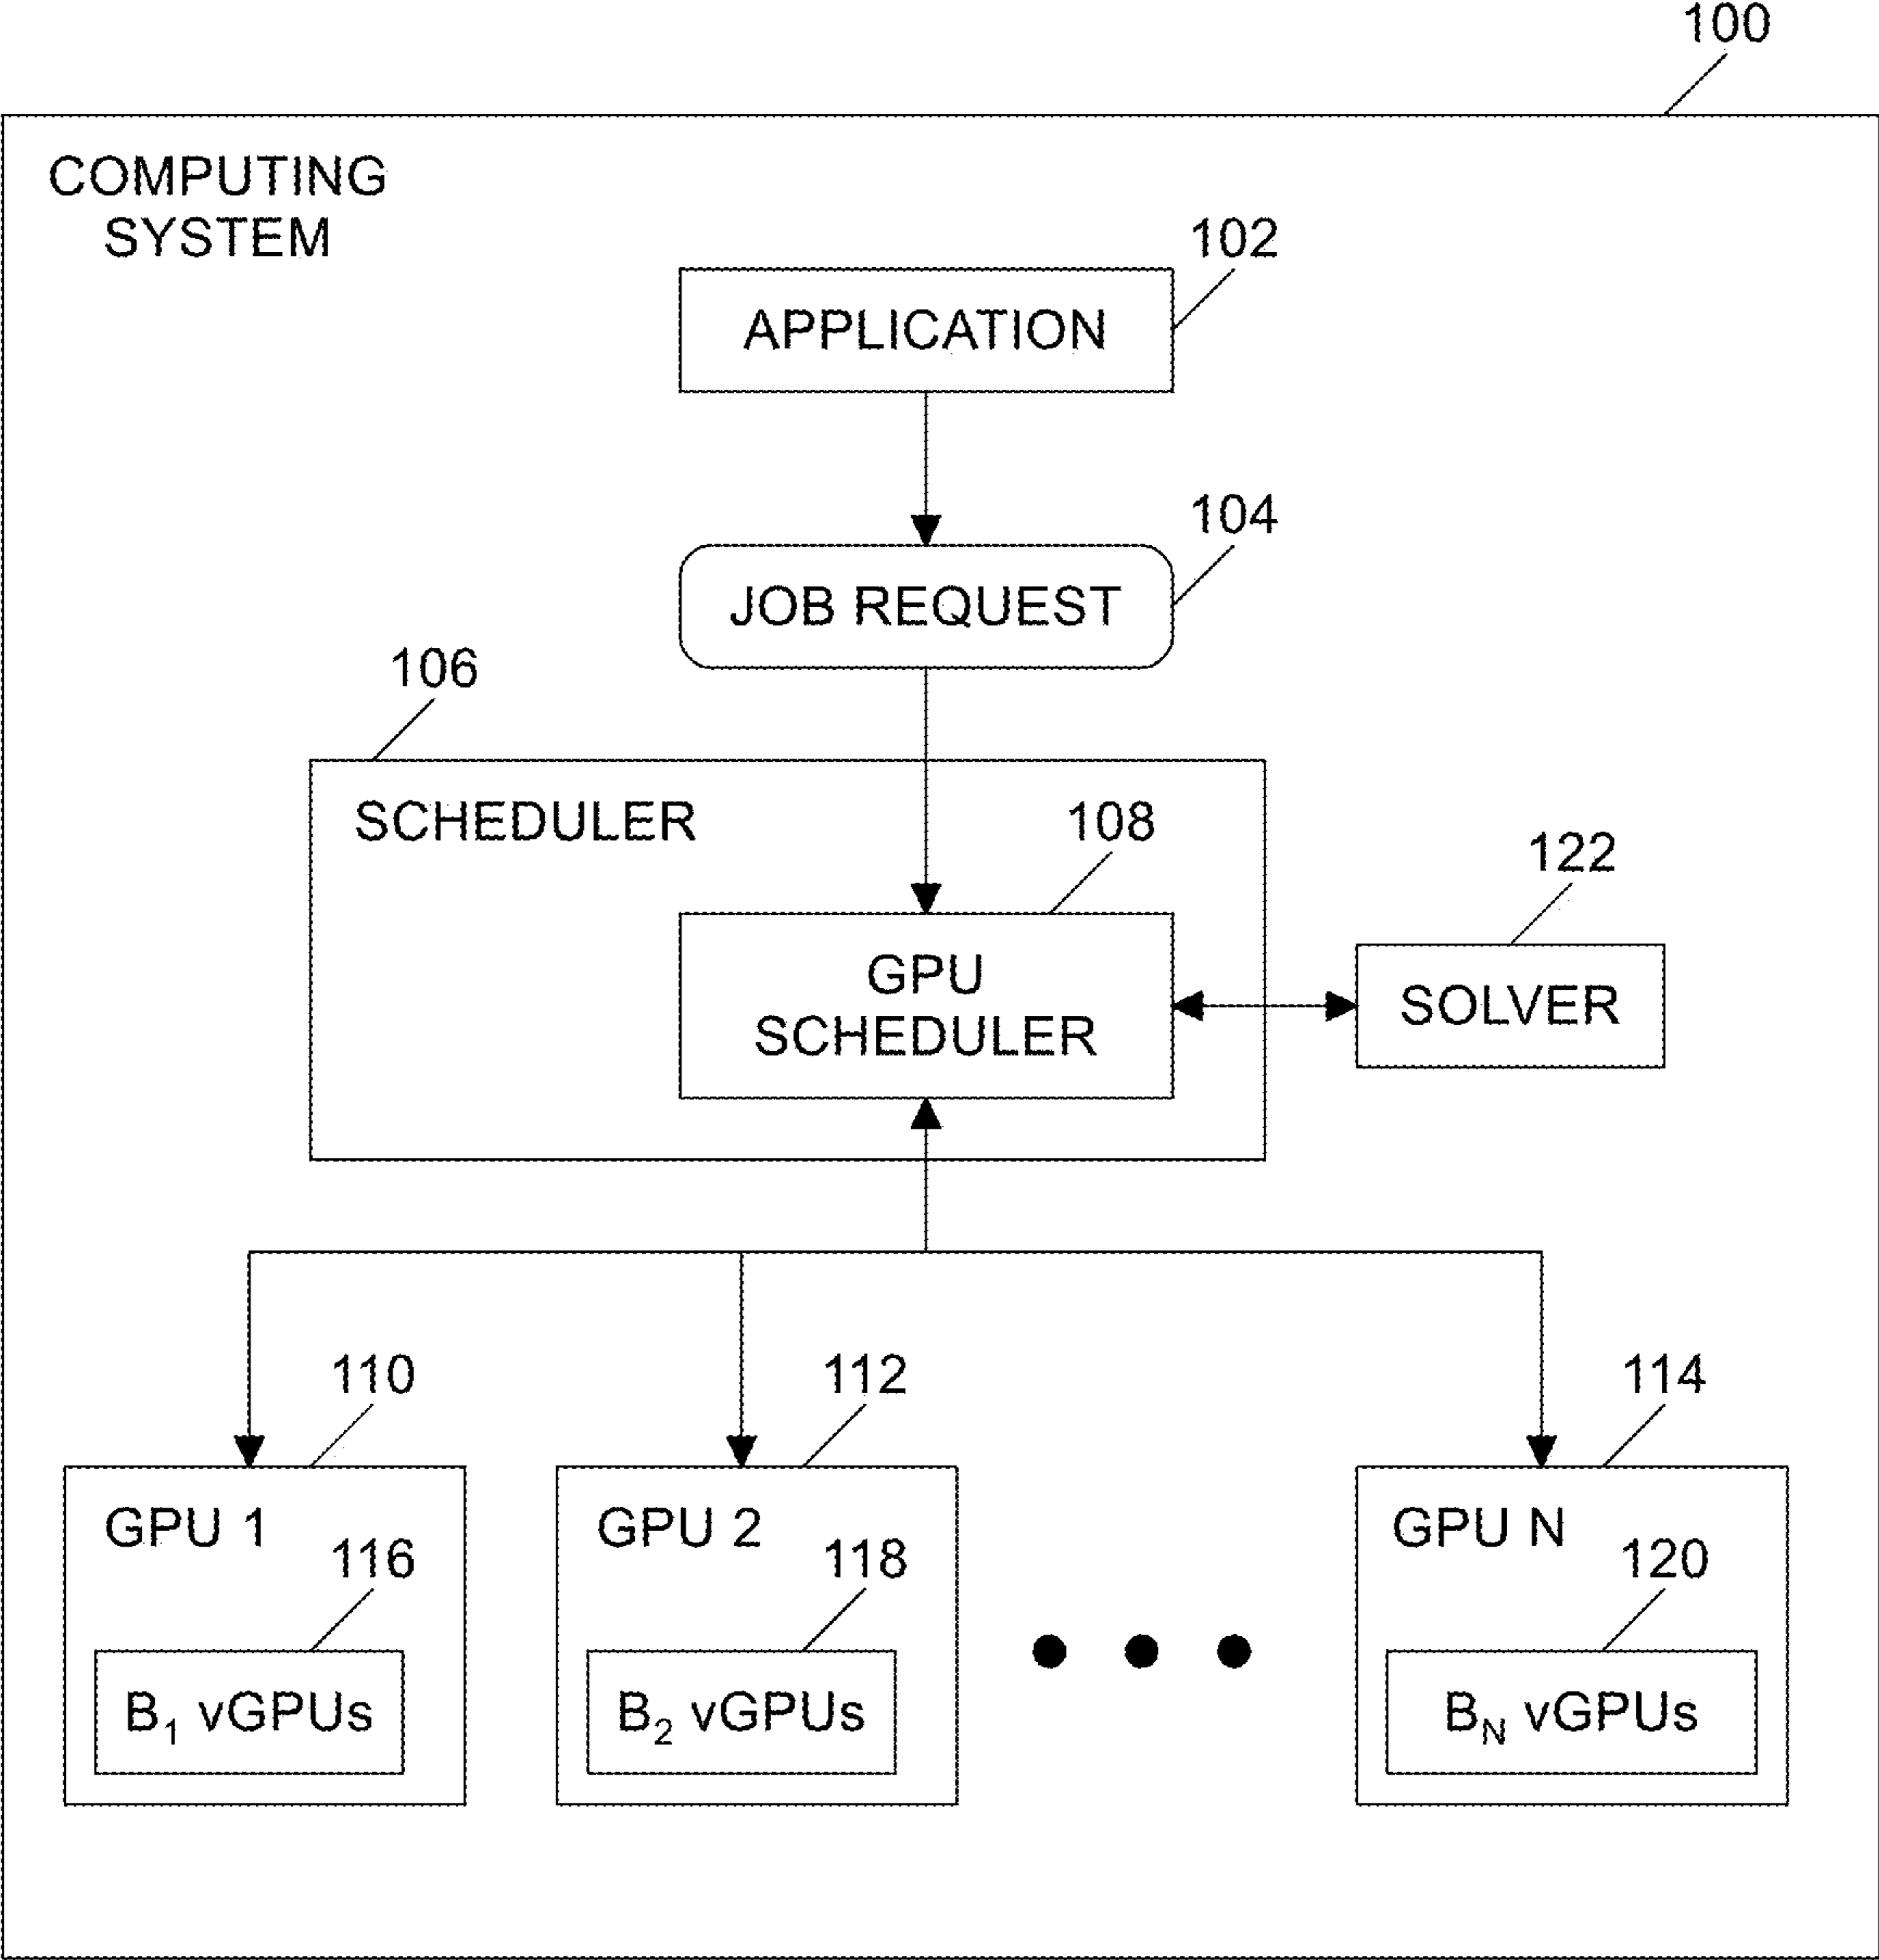 100
COMPUTING
SYSTEM
102
APPLICATION
104
JOB REQUEST
106
SCHEDULER
108
122
GPU
SCHEDULER
SOLVER
110
112
114
GPU 1
GPU 2
GPU N
116
118
120
B₁ vGPUs
B₂ vGPUs
B_N vGPUs